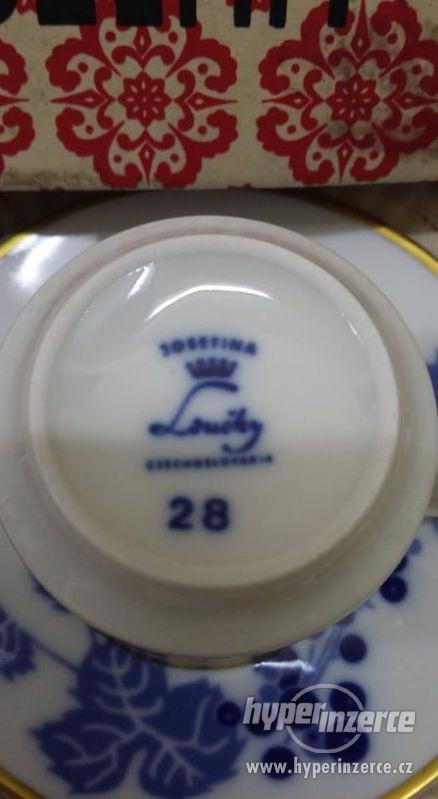 JOSEFINA
Loučky
CZECHOSLOVAKIA
28
hyperinzerce
www.hyperinzerce.cz